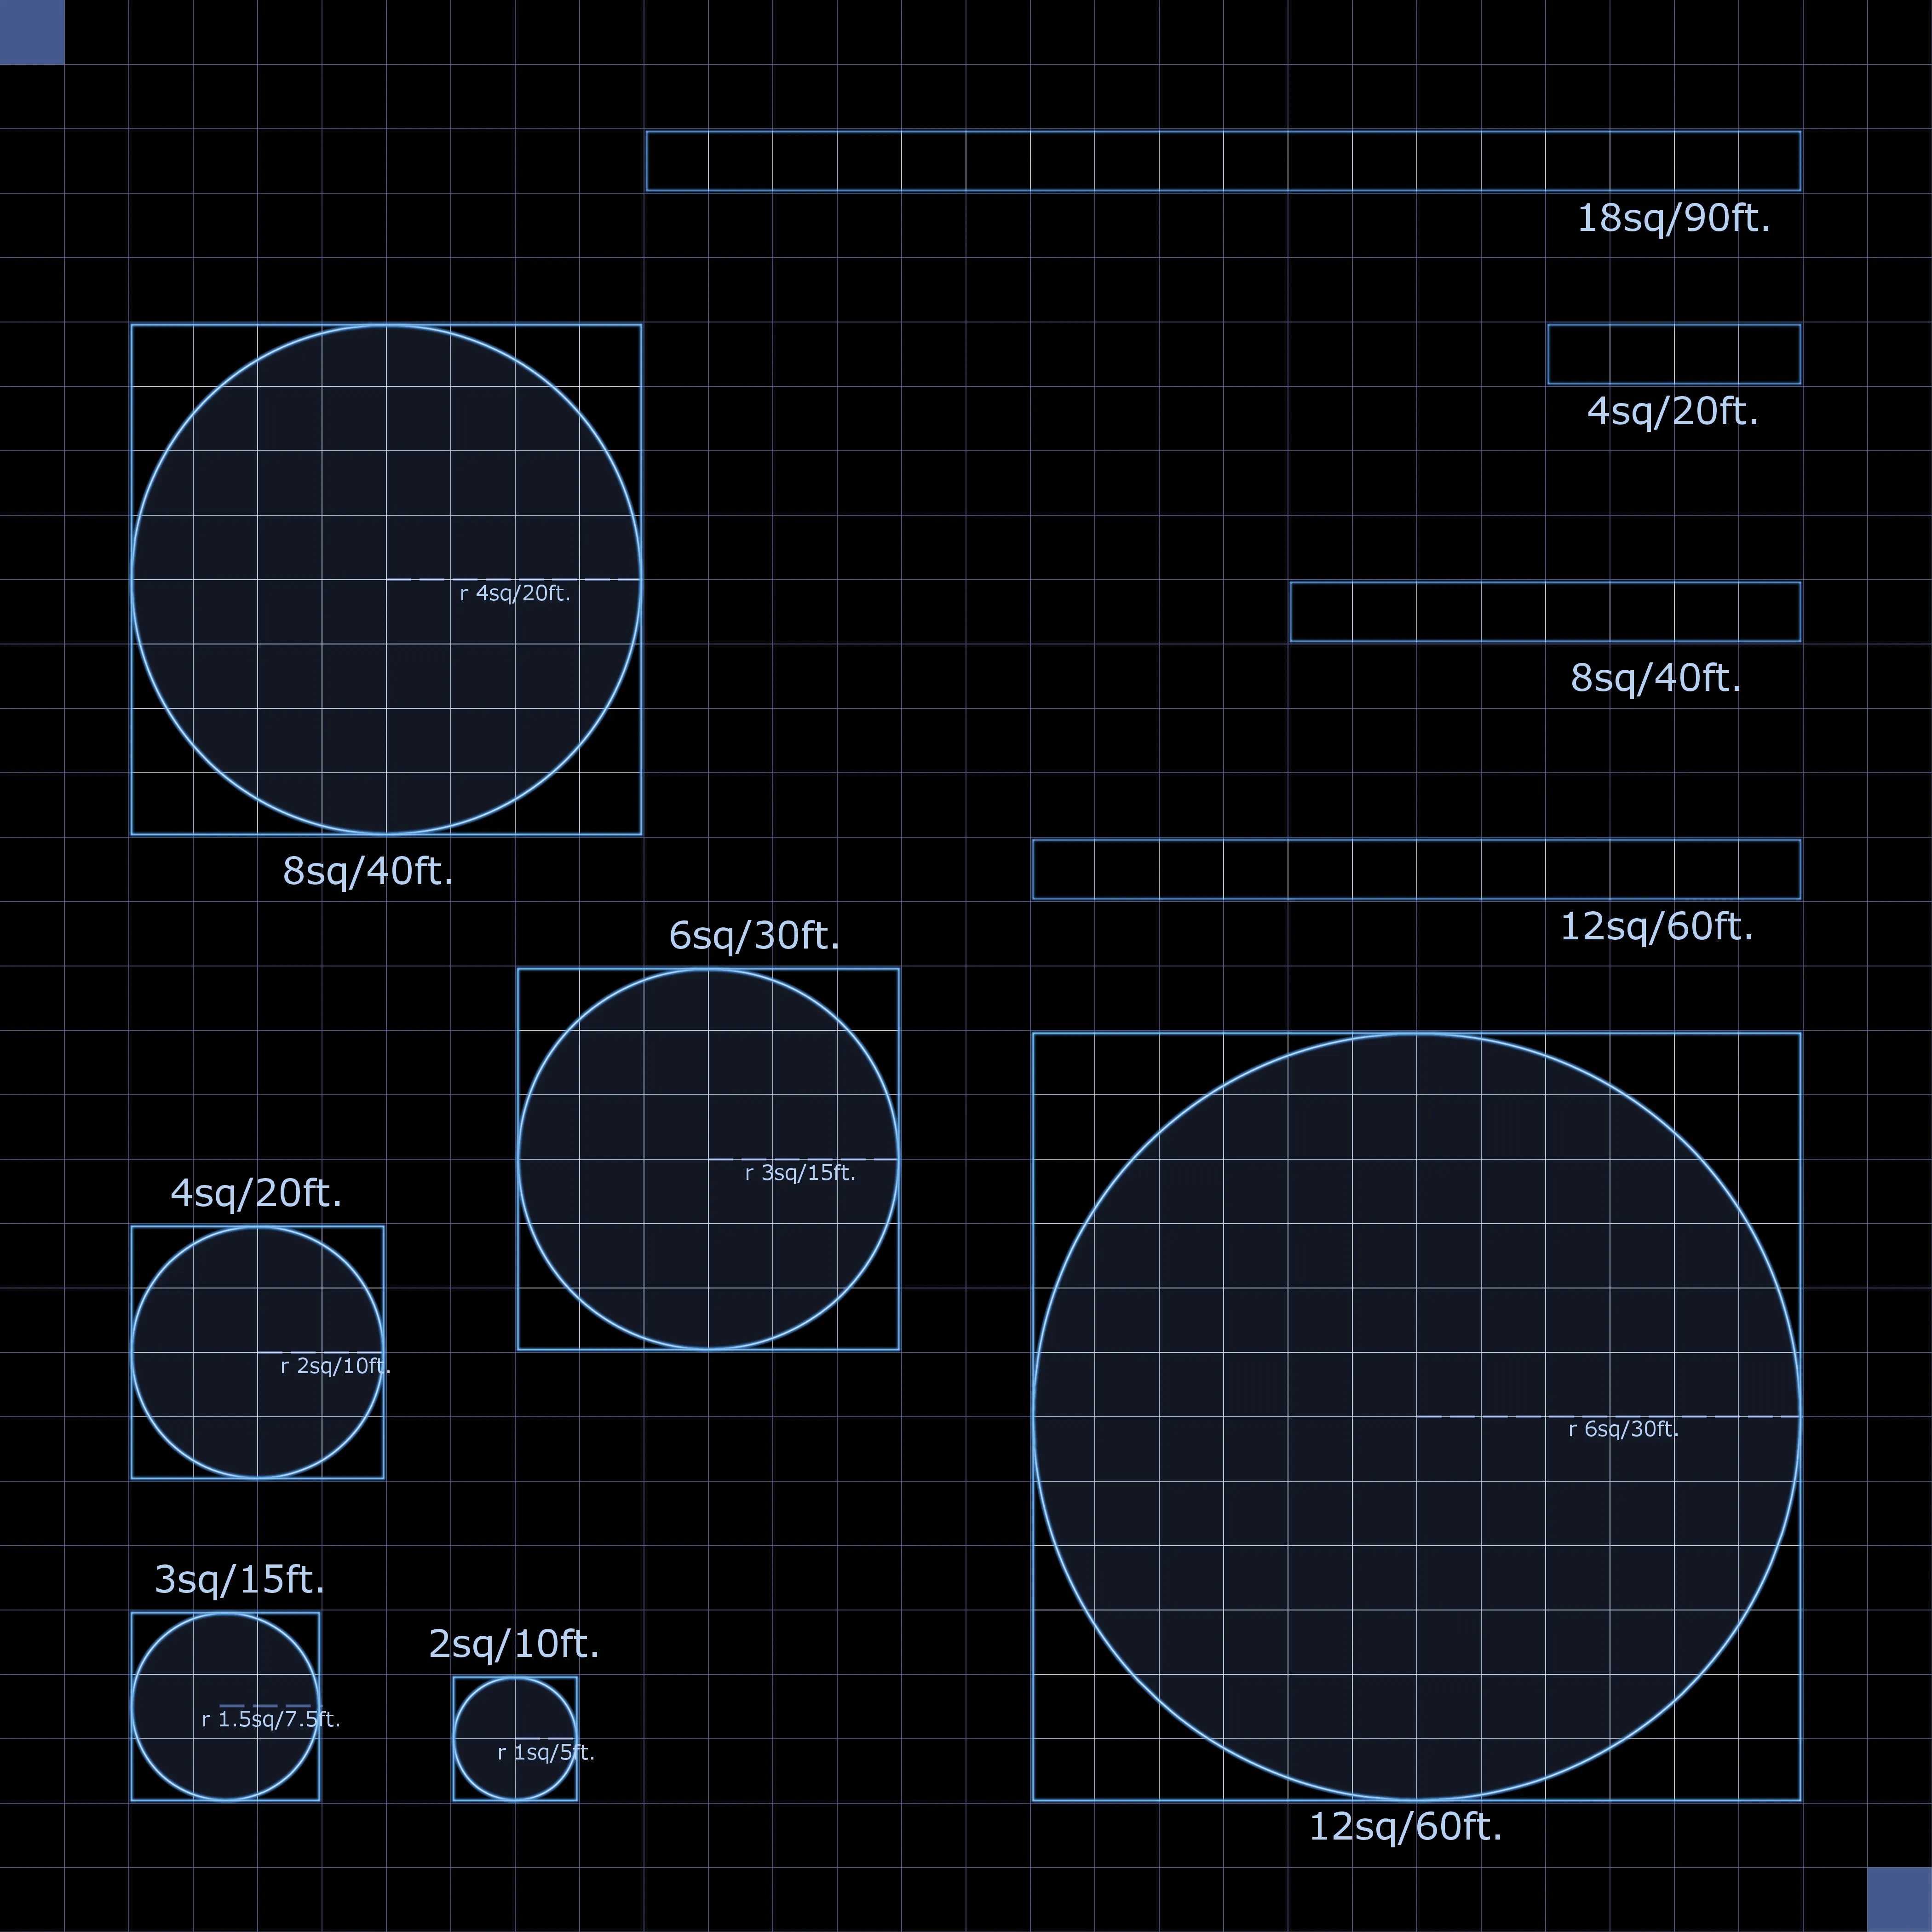 18sq/90ft.
4sq/20ft.
r 4sq/20ft.
8sq/40ft.
8sq/40ft.
12sq/60ft.
6sq/30ft.
r 3sq/15ft.
4sq/20ft.
r 2sq/10ft.
r 6sq/30ft.
3sq/15ft.
2sq/10ft.
r 1.5sq/7.5ft.
r 1sq/5ft.
12sq/60ft.